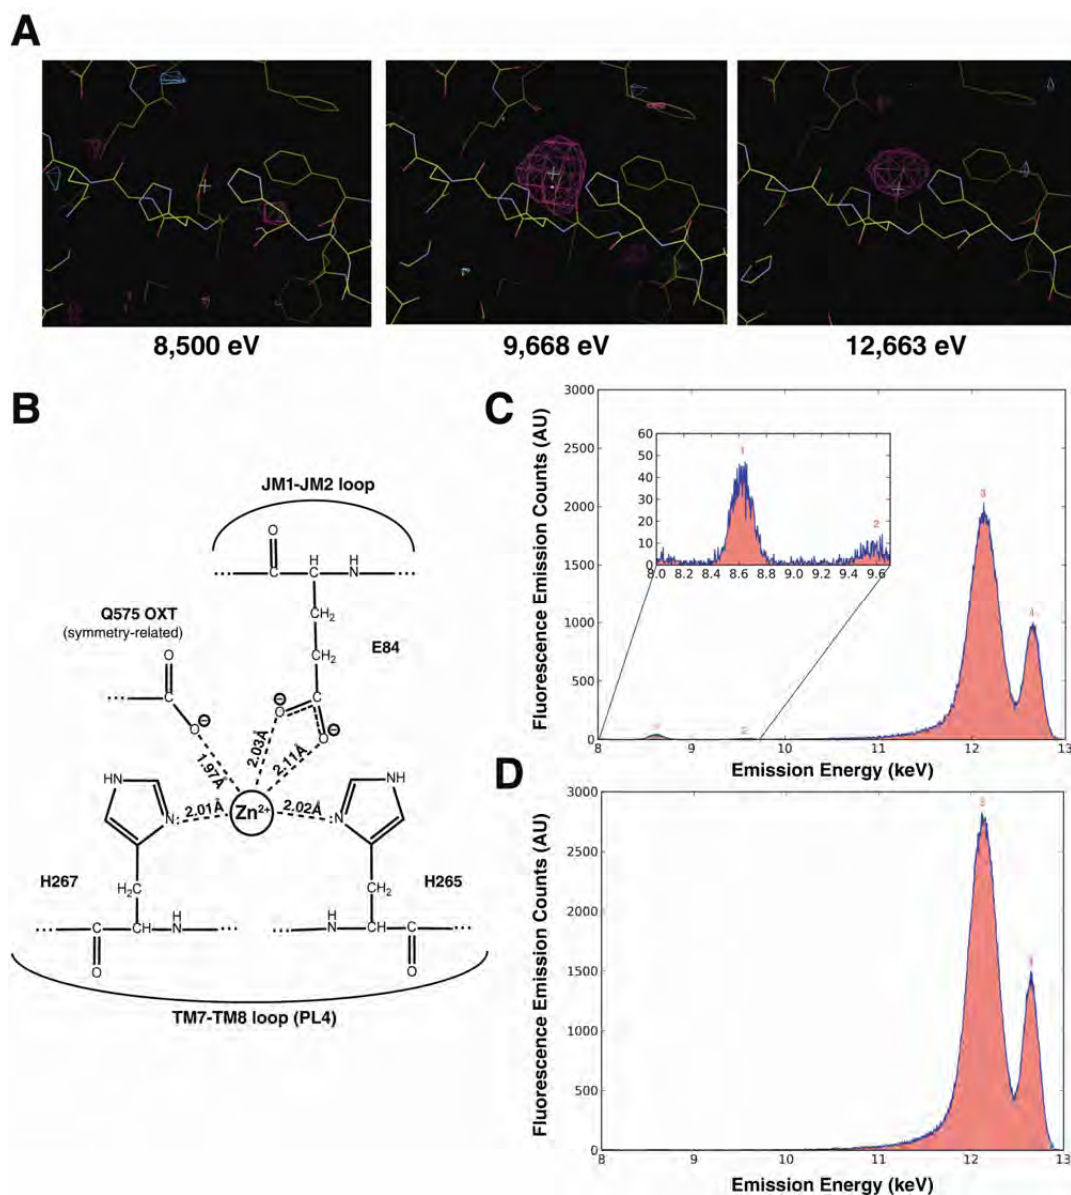 A
8,500 eV
9,668 eV
12,663 eV
B
JM1-JM2 loop
O
H
C
C
N
CH2
CH2
E84
Q575 OXT
(symmetry-related)
O
C
O
⊖
C
O
⊖
O
⊖
1.97Å
2.03Å
2.11Å
2.01Å
Zn2+
2.02Å
HN
N:
NH
:N
H267
H2C
H265
CH2
H
C
CH
N
O
H
N
CH
C
O
TM7-TM8 loop (PL4)
C
Fluorescence Emission Counts (AU)
3000
2500
2000
1500
1000
500
0
60
50
40
30
20
10
0
8.0 8.2 8.4 8.6 8.8 9.0 9.2 9.4 9.6
1
2
3
8 9 10 11 12 13
Emission Energy (keV)
D
Fluorescence Emission Counts (AU)
3000
2500
2000
1500
1000
500
0
8 9 10 11 12 13
Emission Energy (keV)